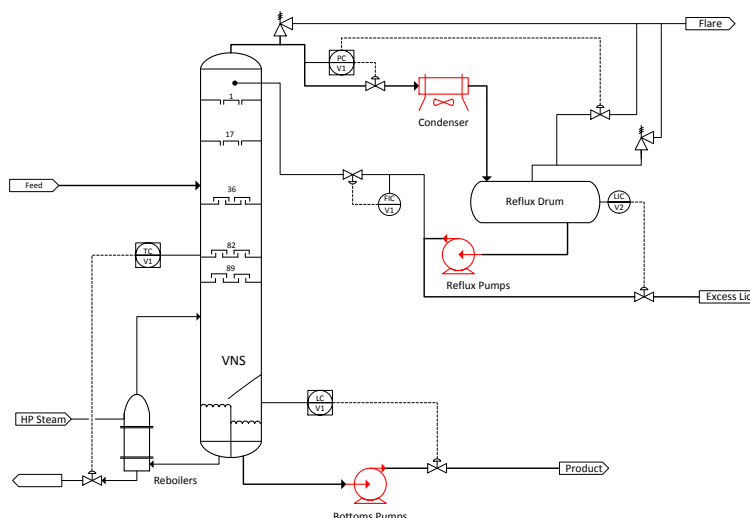 Flare
PC
V1
1
Condenser
17
Feed
36
FIC
V1
Reflux Drum
LIC
V2
82
TC
V1
89
Reflux Pumps
Excess Liq
VNS
LC
V1
HP Steam
Reboilers
Product
Bottoms Pumps